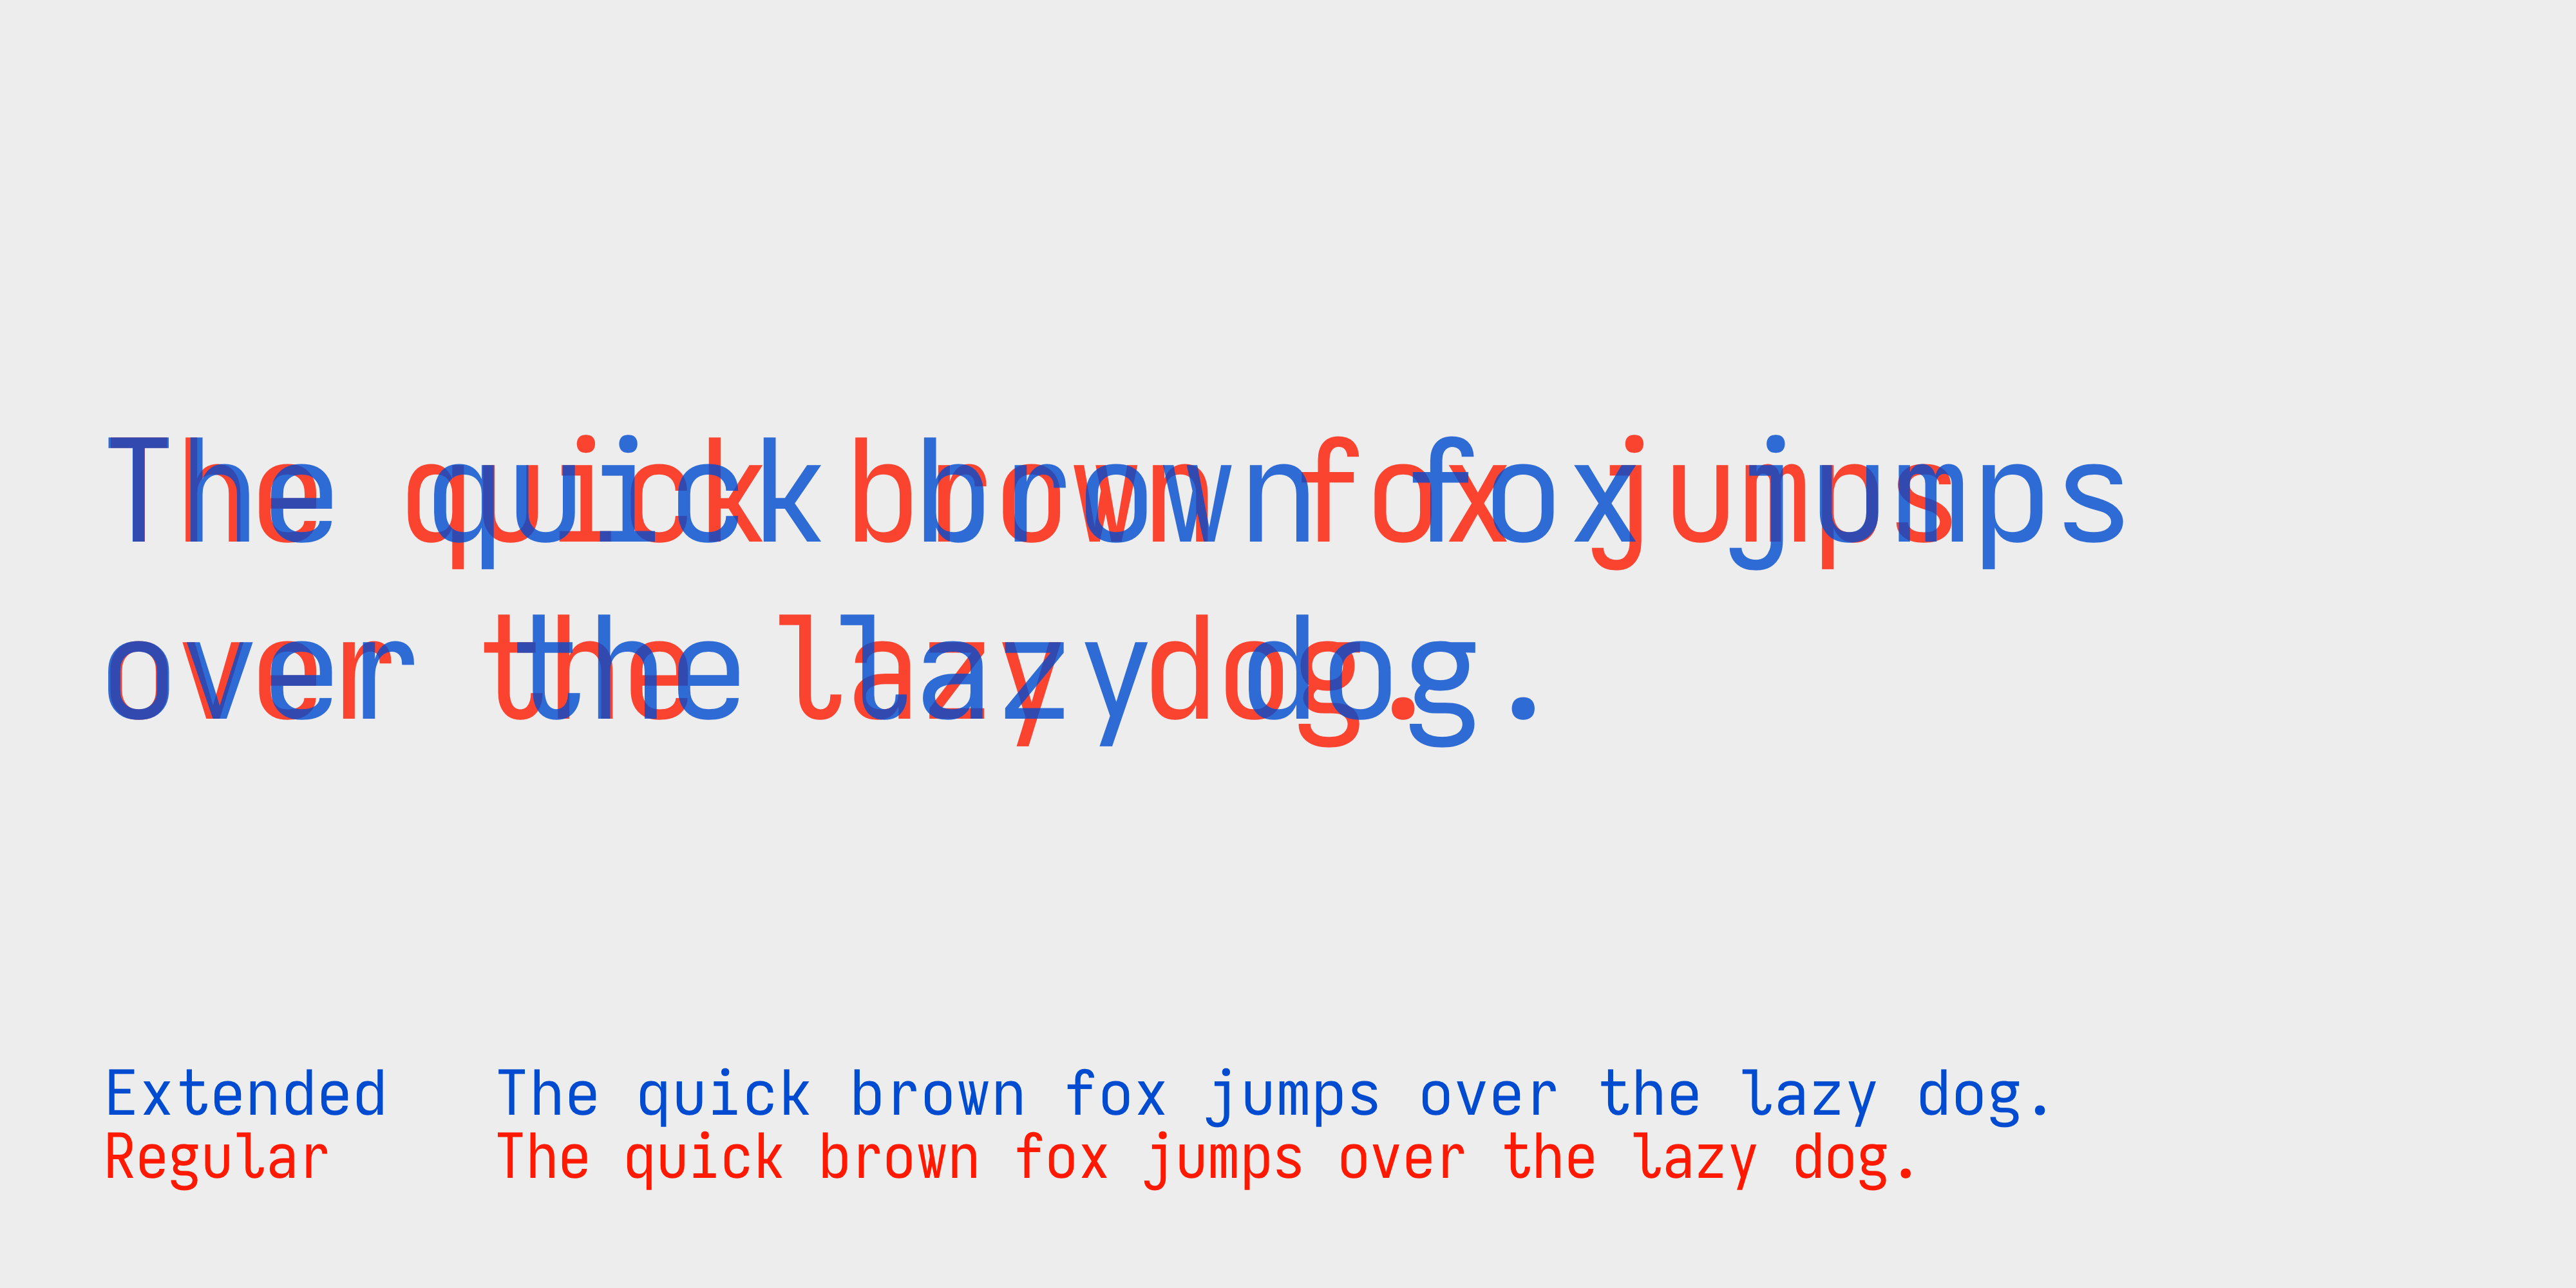 The quick brown fox jumps
over the lazy dog.
Extended The quick brown fox jumps over the lazy dog.
Regular The quick brown fox jumps over the lazy dog.